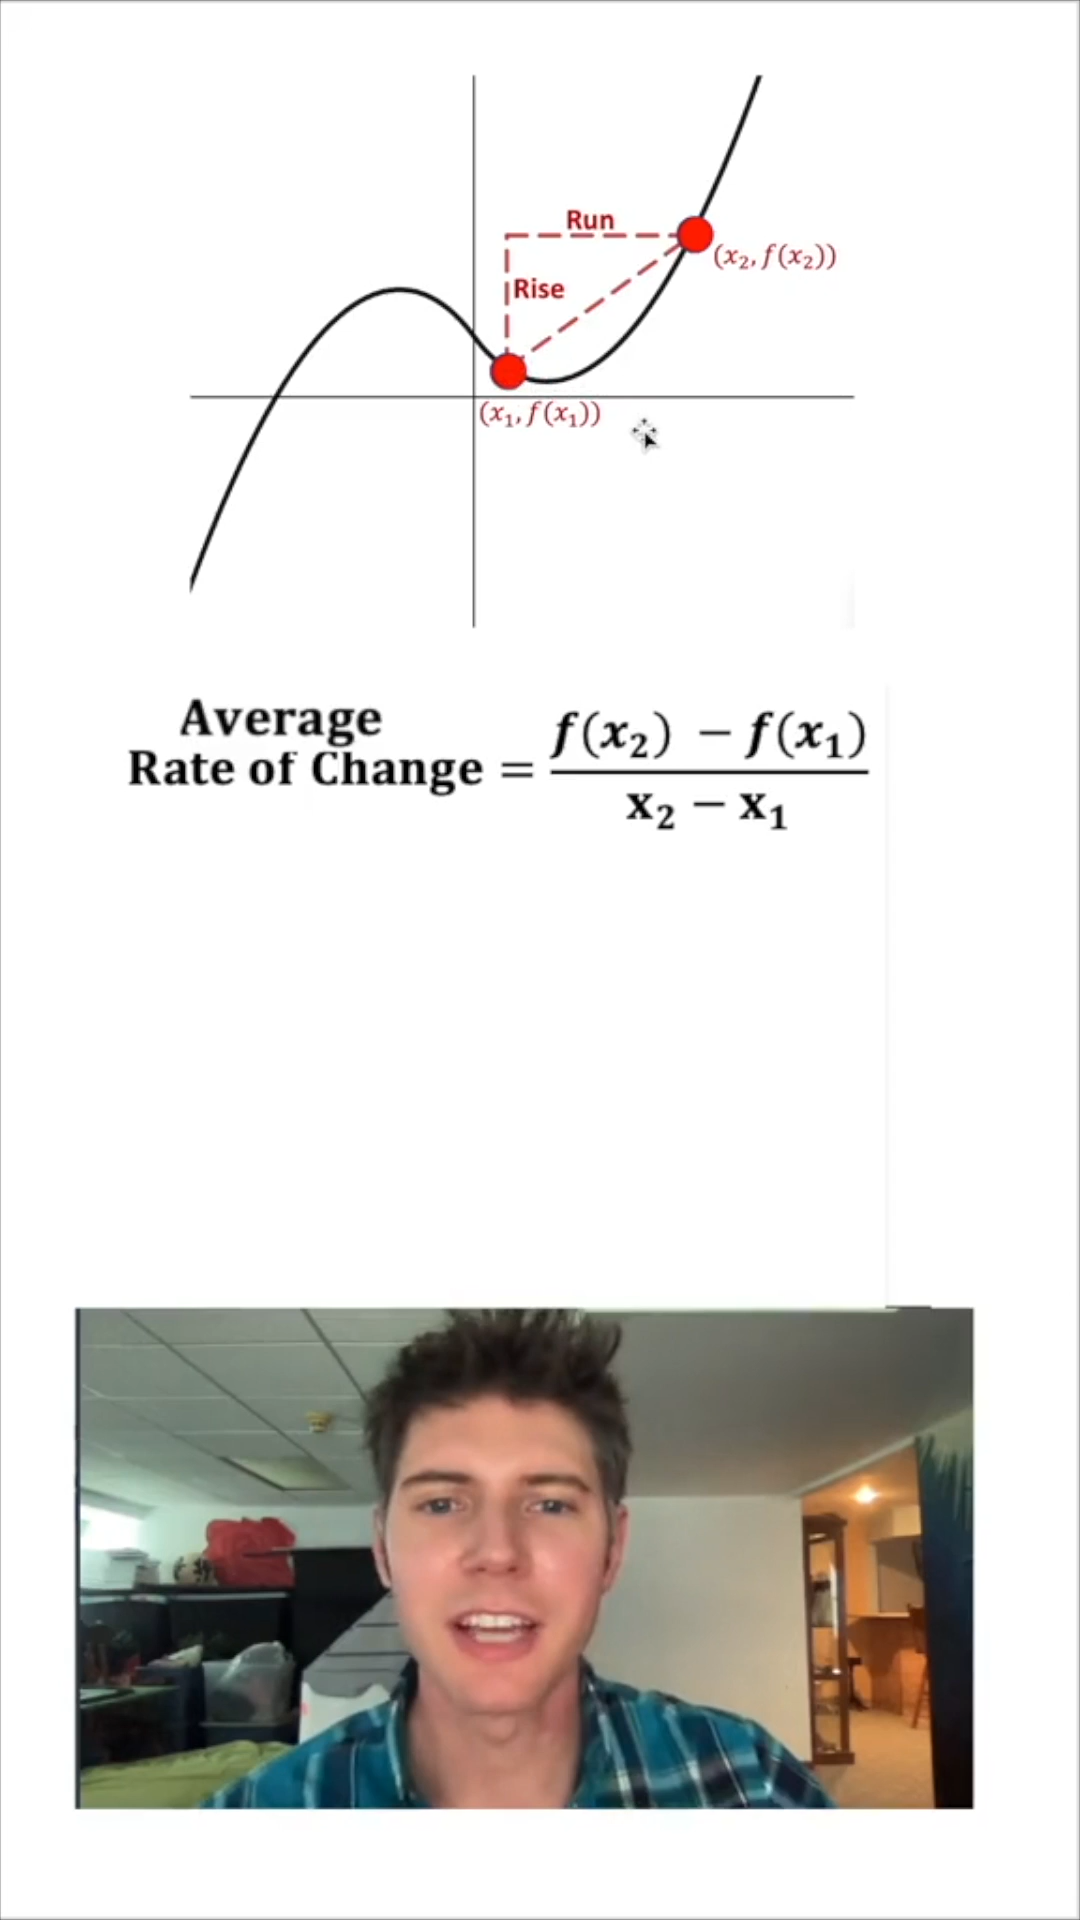 Run
(x₂, f(x₂))
Rise
(x₁, f(x₁))
Average
Rate of Change = f(x₂) − f(x₁)
x₂ − x₁